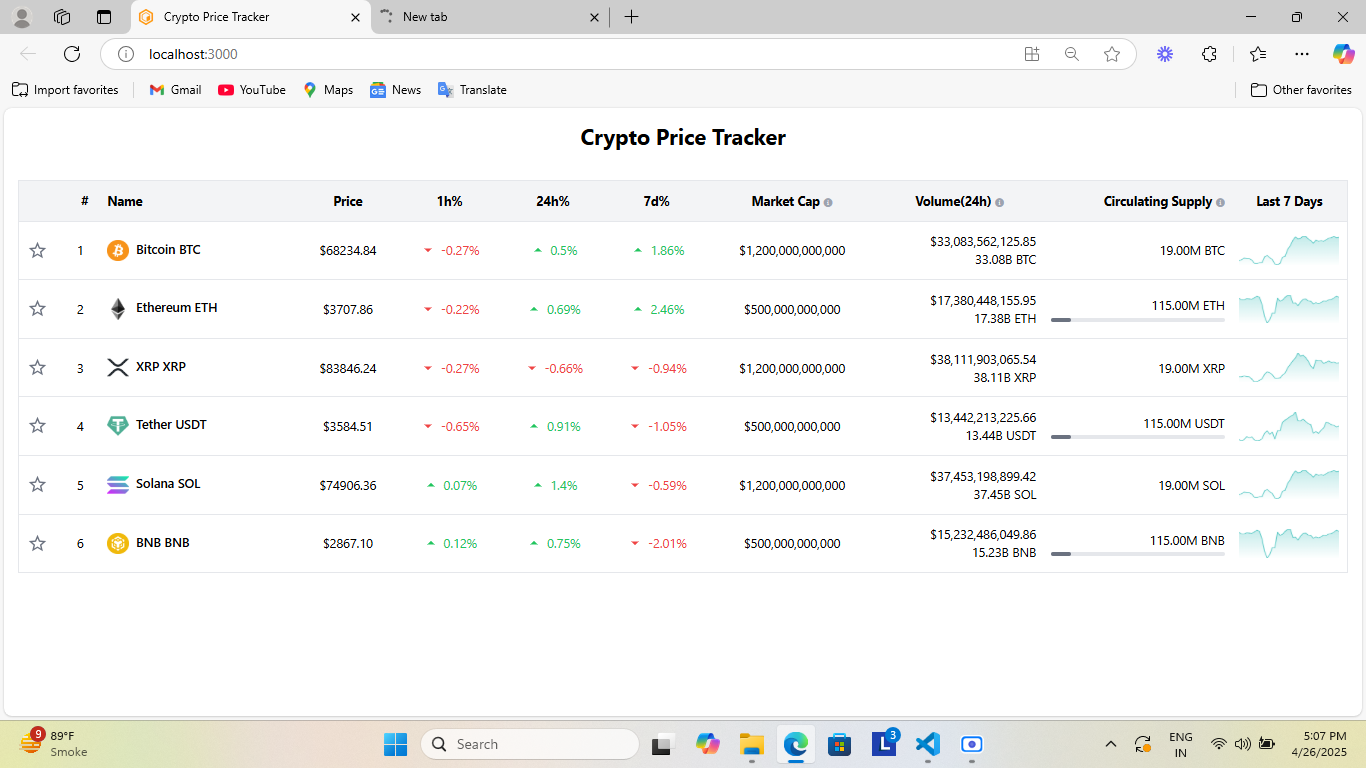 Crypto Price Tracker
New tab
localhost:3000
Import favorites Gmail YouTube Maps News Translate Other favorites
Crypto Price Tracker
# Name Price 1h% 24h% 7d% Market Cap Volume(24h) Circulating Supply Last 7 Days
1 Bitcoin BTC $68234.84 -0.27% 0.5% 1.86% $1,200,000,000,000 $33,083,562,125.85 19.00M BTC
33.08B BTC
2 Ethereum ETH $3707.86 -0.22% 0.69% 2.46% $500,000,000,000 $17,380,448,155.95 115.00M ETH
17.38B ETH
3 XRP XRP $83846.24 -0.27% -0.66% -0.94% $1,200,000,000,000 $38,111,903,065.54 19.00M XRP
38.11B XRP
4 Tether USDT $3584.51 -0.65% 0.91% -1.05% $500,000,000,000 $13,442,213,225.66 115.00M USDT
13.44B USDT
5 Solana SOL $74906.36 0.07% 1.4% -0.59% $1,200,000,000,000 $37,453,198,899.42 19.00M SOL
37.45B SOL
6 BNB BNB $2867.10 0.12% 0.75% -2.01% $500,000,000,000 $15,232,486,049.86 115.00M BNB
15.23B BNB
9 89°F
Smoke
Search
L 3
ENG
IN
5:07 PM
4/26/2025